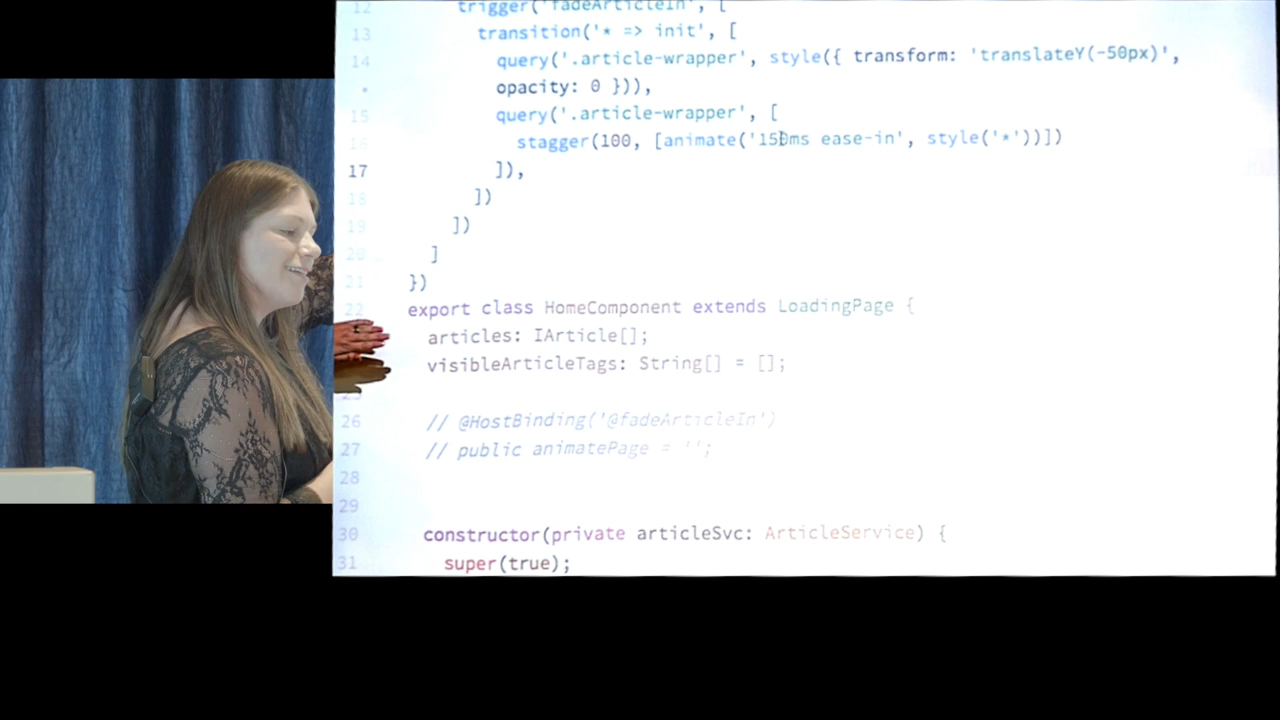 12 trigger('fadeArticleIn', [
13 transition('* => init', [
14 query('.article-wrapper', style({ transform: 'translateY(-50px)',
• opacity: 0 })),
15 query('.article-wrapper', [
16 stagger(100, [animate('150ms ease-in', style('*'))])
17 ]),
18 ])
19 ])
20 ]
21 })
22 export class HomeComponent extends LoadingPage {
articles: IArticle[];
visibleArticleTags: String[] = [];
25
26 // @HostBinding('@fadeArticleIn')
27 // public animatePage = '';
28
29
30 constructor(private articleSvc: ArticleService) {
31 super(true);